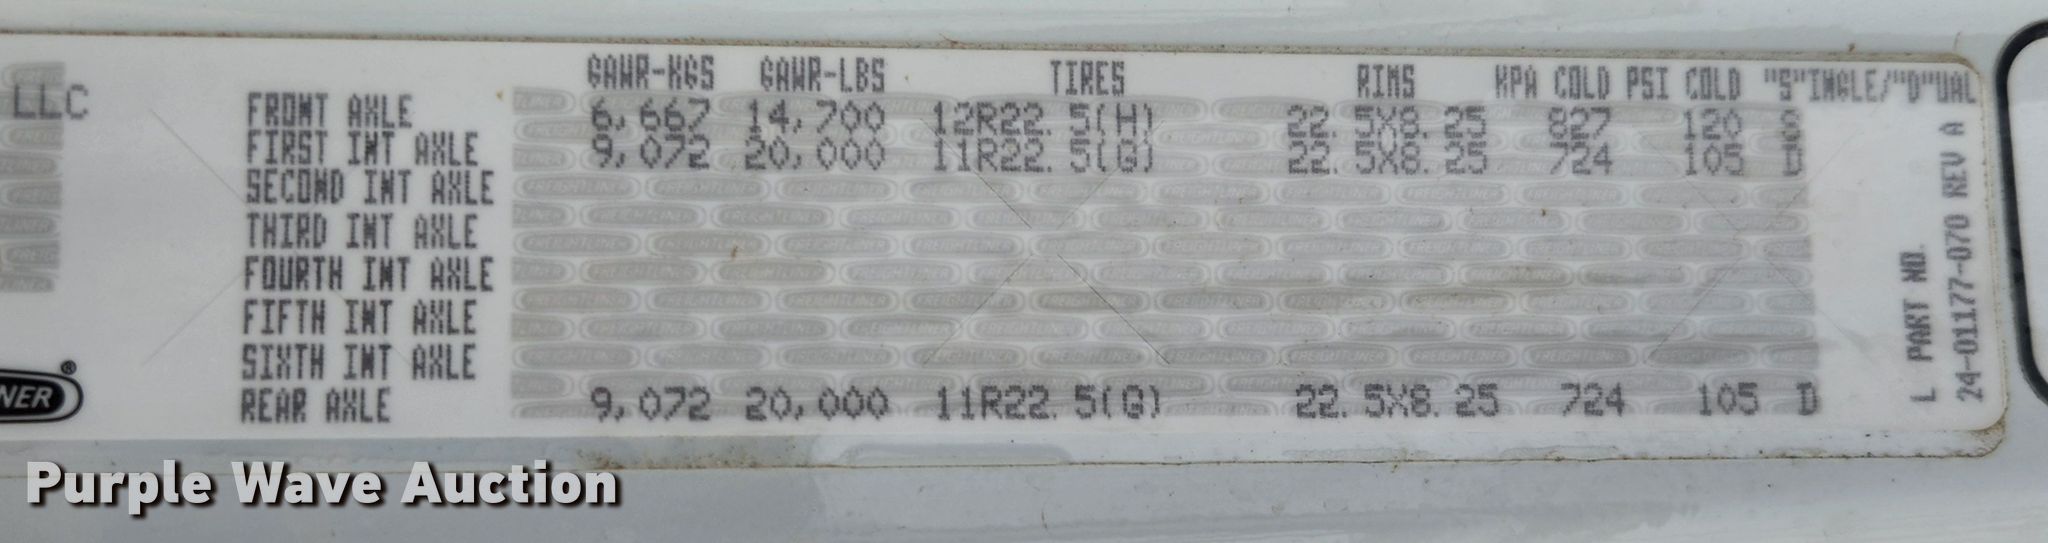 GAWR-KGS GAWR-LBS TIRES RIMS KPA COLD PSI COLD "S"INGLE/"D"UAL
LLC
FRONT AXLE 6,667 14,700 12R22.5(H) 22.5X8.25 827 120 S
FIRST INT AXLE 9,072 20,000 11R22.5(G) 22.5X8.25 724 105 D
SECOND INT AXLE
THIRD INT AXLE
FOURTH INT AXLE
FIFTH INT AXLE
SIXTH INT AXLE
REAR AXLE 9,072 20,000 11R22.5(G) 22.5X8.25 724 105 D
L PART NO.
24-01177-070 REV A
LINER®
Purple Wave Auction